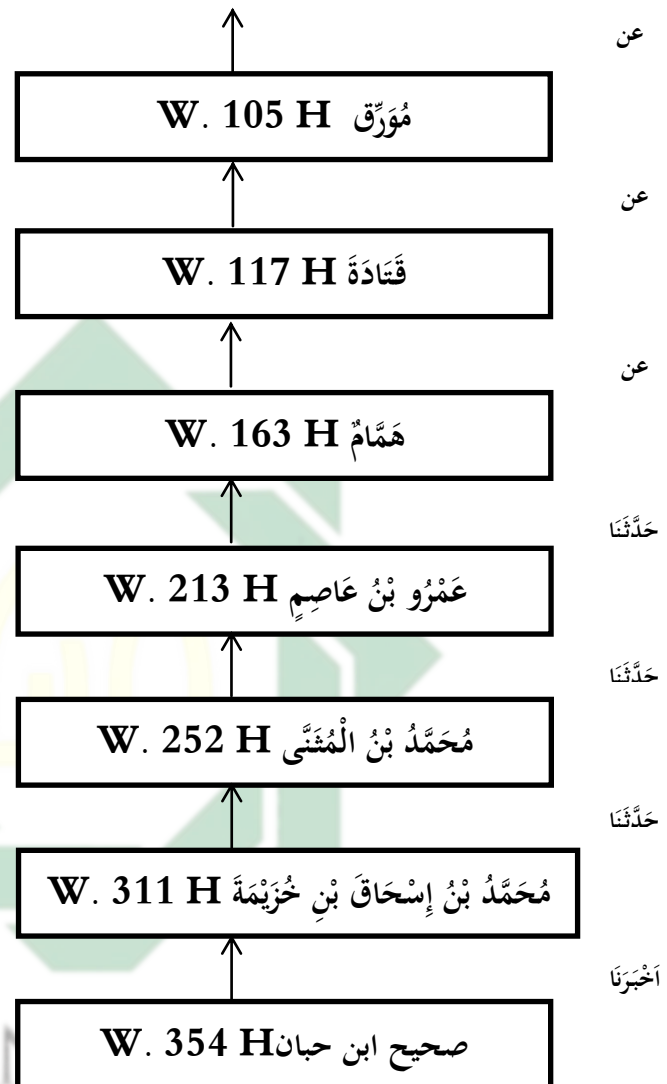 عن
مُوَرِّق W. 105 H
عن
قَتَادَةَ W. 117 H
عن
هَمَّامٌ W. 163 H
حَدَّثَنَا
عَمْرُو بْنُ عَاصِمٍ W. 213 H
حَدَّثَنَا
مُحَمَّدُ بْنُ الْمُثَنَّى W. 252 H
حَدَّثَنَا
مُحَمَّدُ بْنُ إِسْحَاقَ بْنِ خُزَيْمَةَ W. 311 H
اَخْبَرَنَا
صحيح ابن حبان W. 354 H